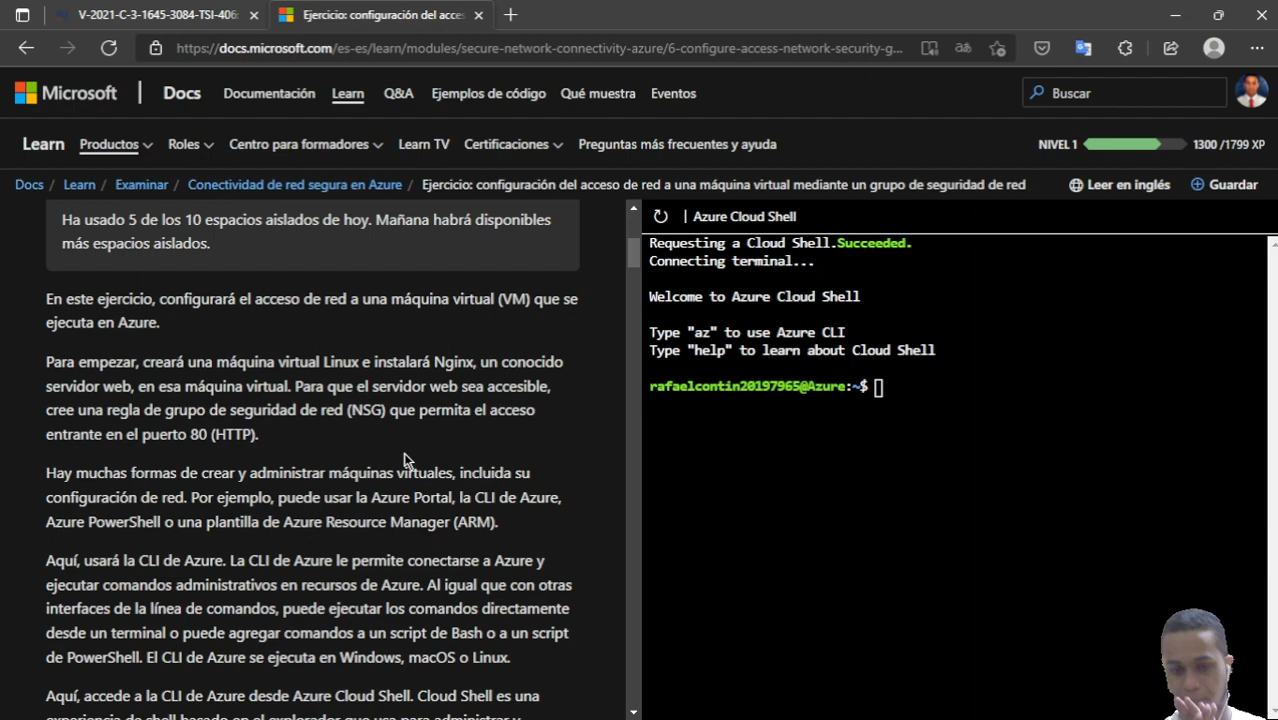 V-2021-C-3-1645-3084-TSI-406
Ejercicio: configuración del acces
https://docs.microsoft.com/es-es/learn/modules/secure-network-connectivity-azure/6-configure-access-network-security-g...
Microsoft
Docs
Documentación
Learn
Q&A
Ejemplos de código
Qué muestra
Eventos
Buscar
Learn
Productos
Roles
Centro para formadores
Learn TV
Certificaciones
Preguntas más frecuentes y ayuda
NIVEL 1
1300 /1799 XP
Docs / Learn / Examinar / Conectividad de red segura en Azure / Ejercicio: configuración del acceso de red a una máquina virtual mediante un grupo de seguridad de red
Leer en inglés
Guardar
Ha usado 5 de los 10 espacios aislados de hoy. Mañana habrá disponibles
más espacios aislados.
En este ejercicio, configurará el acceso de red a una máquina virtual (VM) que se
ejecuta en Azure.
Para empezar, creará una máquina virtual Linux e instalará Nginx, un conocido
servidor web, en esa máquina virtual. Para que el servidor web sea accesible,
cree una regla de grupo de seguridad de red (NSG) que permita el acceso
entrante en el puerto 80 (HTTP).
Hay muchas formas de crear y administrar máquinas virtuales, incluida su
configuración de red. Por ejemplo, puede usar la Azure Portal, la CLI de Azure,
Azure PowerShell o una plantilla de Azure Resource Manager (ARM).
Aquí, usará la CLI de Azure. La CLI de Azure le permite conectarse a Azure y
ejecutar comandos administrativos en recursos de Azure. Al igual que con otras
interfaces de la línea de comandos, puede ejecutar los comandos directamente
desde un terminal o puede agregar comandos a un script de Bash o a un script
de PowerShell. El CLI de Azure se ejecuta en Windows, macOS o Linux.
Aquí, accede a la CLI de Azure desde Azure Cloud Shell. Cloud Shell es una
experiencia de shell basado en el explorador que usa para administrar y
| Azure Cloud Shell
Requesting a Cloud Shell.Succeeded.
Connecting terminal...
Welcome to Azure Cloud Shell
Type "az" to use Azure CLI
Type "help" to learn about Cloud Shell
rafaelcontin20197965@Azure:~$